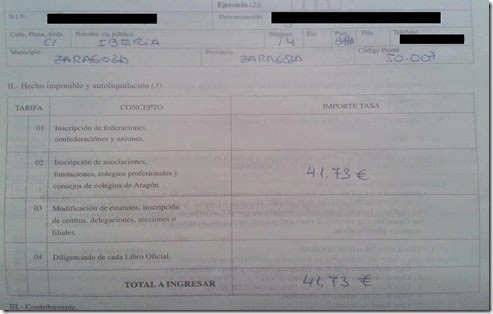 Ejercicio (2):
N.I.F. Denominación:
Calle, Plaza, Avda. Nombre vía pública Número Esc. Piso Pta. Teléfono
C/ IBERIA 14 BAJO
Municipio Provincia Código Postal
ZARAGOZA ZARAGOZA 50.007
II.- Hecho imponible y autoliquidación (3)
TARIFA CONCEPTO IMPORTE TASA
01 Inscripción de federaciones,
confederaciónes y uniones.
02 Inscripción de asociaciones,
fundaciones, colegios profesionales y
consejos de colegios de Aragón.
41.73 €
03 Modificación de estatutos, inscripción
de centros, delegaciones, secciones o
filiales.
04 Diligenciado de cada Libro Oficial.
TOTAL A INGRESAR 41,73 €
III.- Contribuyente.